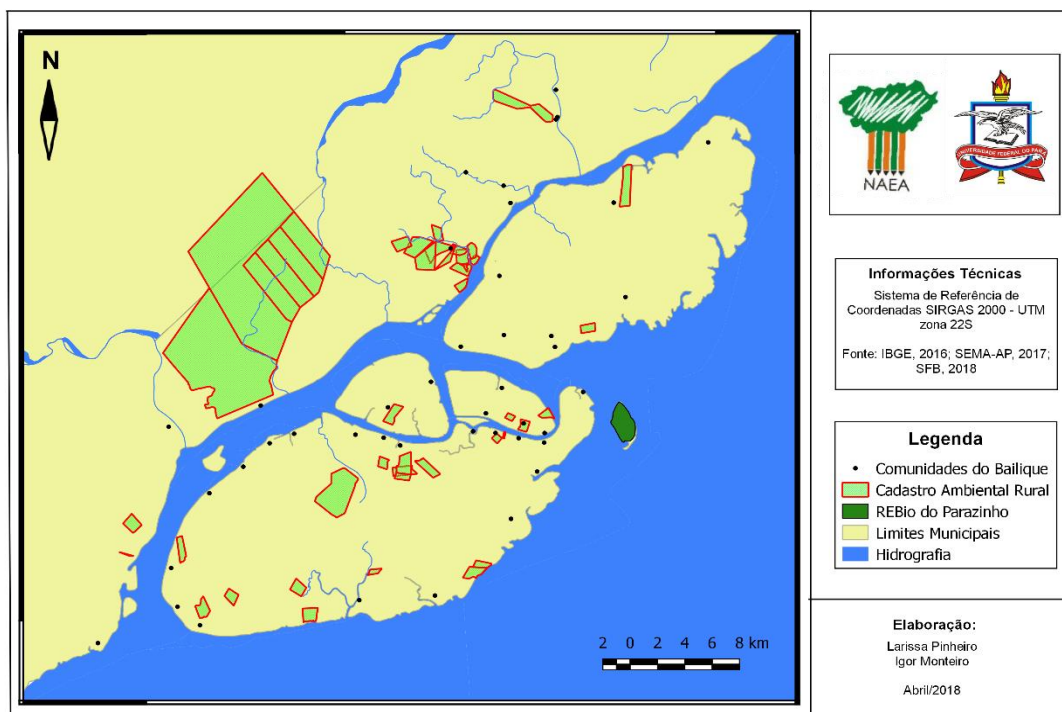 N
2 0 2 4 6 8 km
NAEA
UNIVERSIDADE FEDERAL DO PARÁ
Informações Técnicas
Sistema de Referência de
Coordenadas SIRGAS 2000 - UTM
zona 22S
Fonte: IBGE, 2016; SEMA-AP, 2017;
SFB, 2018
Legenda
Comunidades do Bailique
Cadastro Ambiental Rural
REBio do Parazinho
Limites Municipais
Hidrografia
Elaboração:
Larissa Pinheiro
Igor Monteiro
Abril/2018